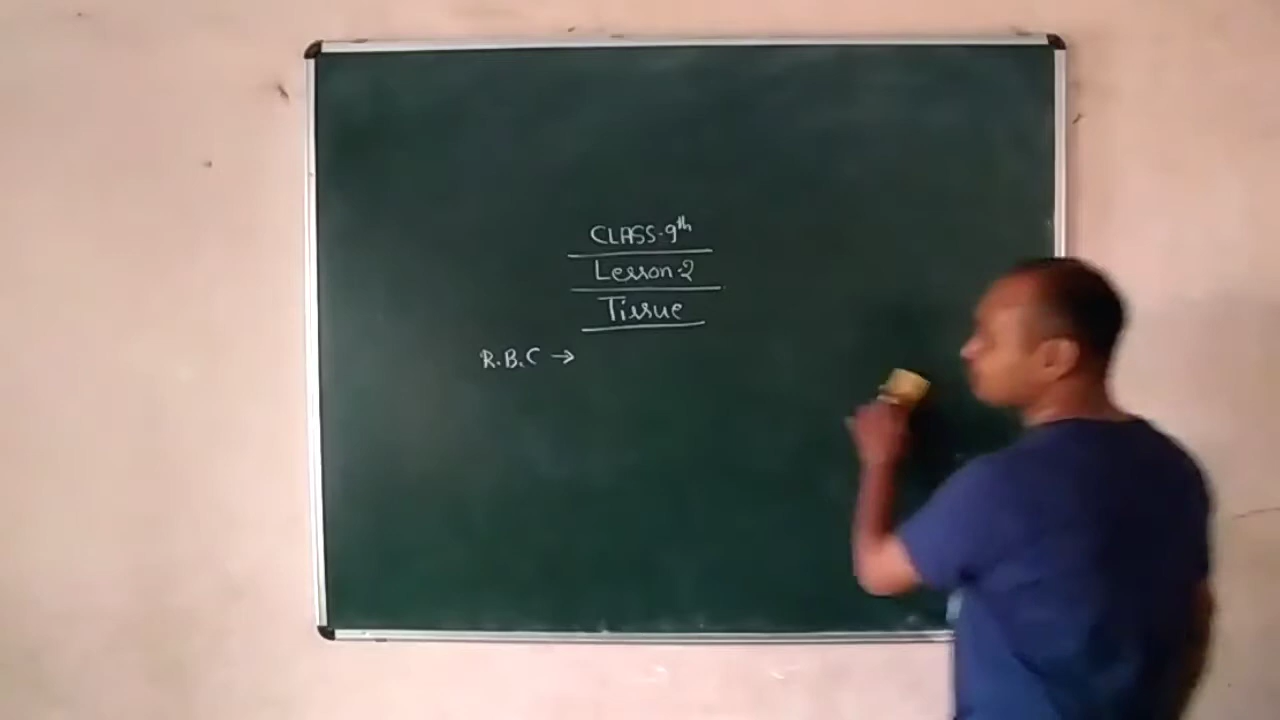 CLASS-9th
Lesson-2
Tissue
R.B.C →